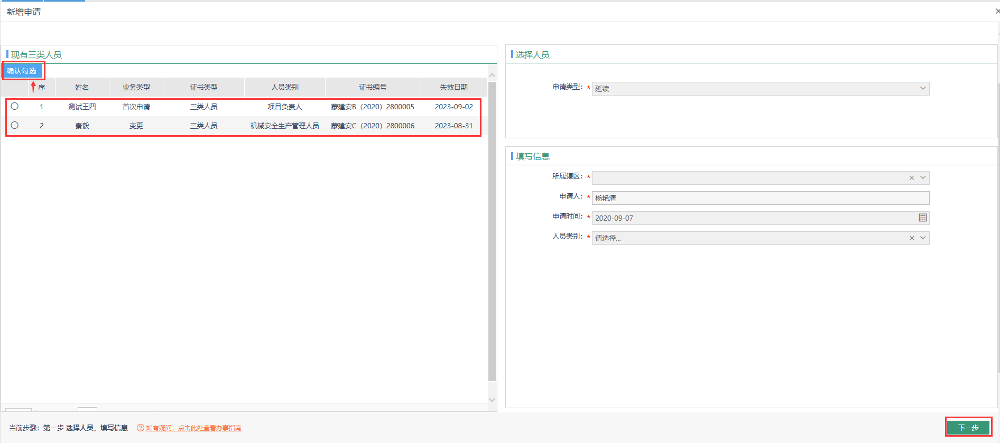 新增申请
现有三类人员
确认勾选
序 姓名 业务类型 证书类型 人员类别 证书编号 失效日期
1 测试王四 首次申请 三类人员 项目负责人 蒙建安B（2020）2800005 2023-09-02
2 秦毅 变更 三类人员 机械安全生产管理人员 蒙建安C（2020）2800006 2023-08-31
选择人员
申请类型：* 延续
填写信息
所属辖区：*
申请人：* 杨艳清
申请时间：* 2020-09-07
人员类别：* 请选择...
当前步骤：第一步 选择人员，填写信息 如有疑问，点击此处查看办事指南
下一步